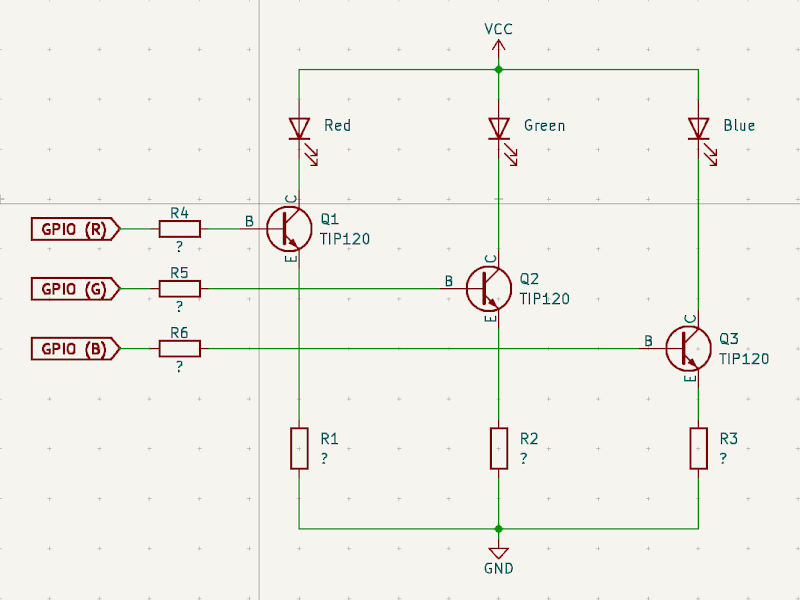 VCC
Red
Green
Blue
GPIO (R)
R4
?
B
C
E
Q1
TIP120
GPIO (G)
R5
?
B
C
E
Q2
TIP120
GPIO (B)
R6
?
B
C
E
Q3
TIP120
R1
?
R2
?
R3
?
GND